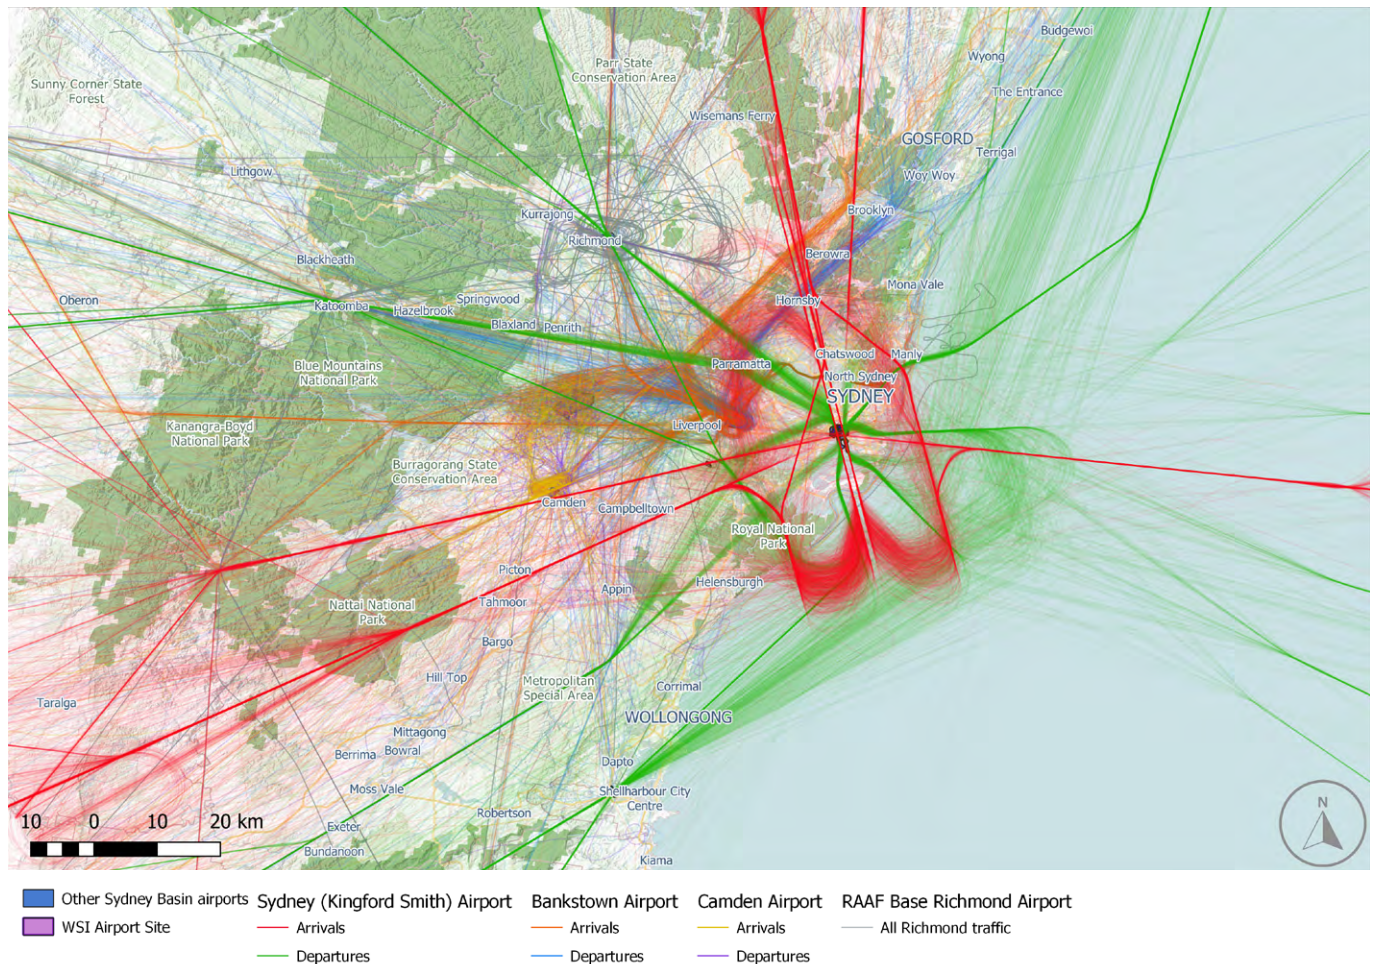 Budgewoi
Wyong
Parr State
Conservation Area
Sunny Corner State
Forest
The Entrance
Wisemans Ferry
GOSFORD
Terrigal
Lithgow
Woy Woy
Kurrajong
Brooklyn
Richmond
Berowra
Blackheath
Mona Vale
Oberon
Katoomba
Hazelbrook
Springwood
Hornsby
Blaxland
Penrith
Chatswood
Manly
Blue Mountains
National Park
Parramatta
North Sydney
SYDNEY
Kanangra-Boyd
National Park
Liverpool
Burragorang State
Conservation Area
Camden
Campbelltown
Royal National
Park
Picton
Helensburgh
Appin
Nattai National
Park
Tahmoor
Bargo
Hill Top
Metropolitan
Special Area
Corrimal
Taralga
WOLLONGONG
Mittagong
Berrima
Bowral
Dapto
Moss Vale
Shellharbour City
Centre
Robertson
Exeter
Bundanoon
Kiama
10 0 10 20 km
N
Other Sydney Basin airports
WSI Airport Site
Sydney (Kingford Smith) Airport
Arrivals
Departures
Bankstown Airport
Arrivals
Departures
Camden Airport
Arrivals
Departures
RAAF Base Richmond Airport
All Richmond traffic